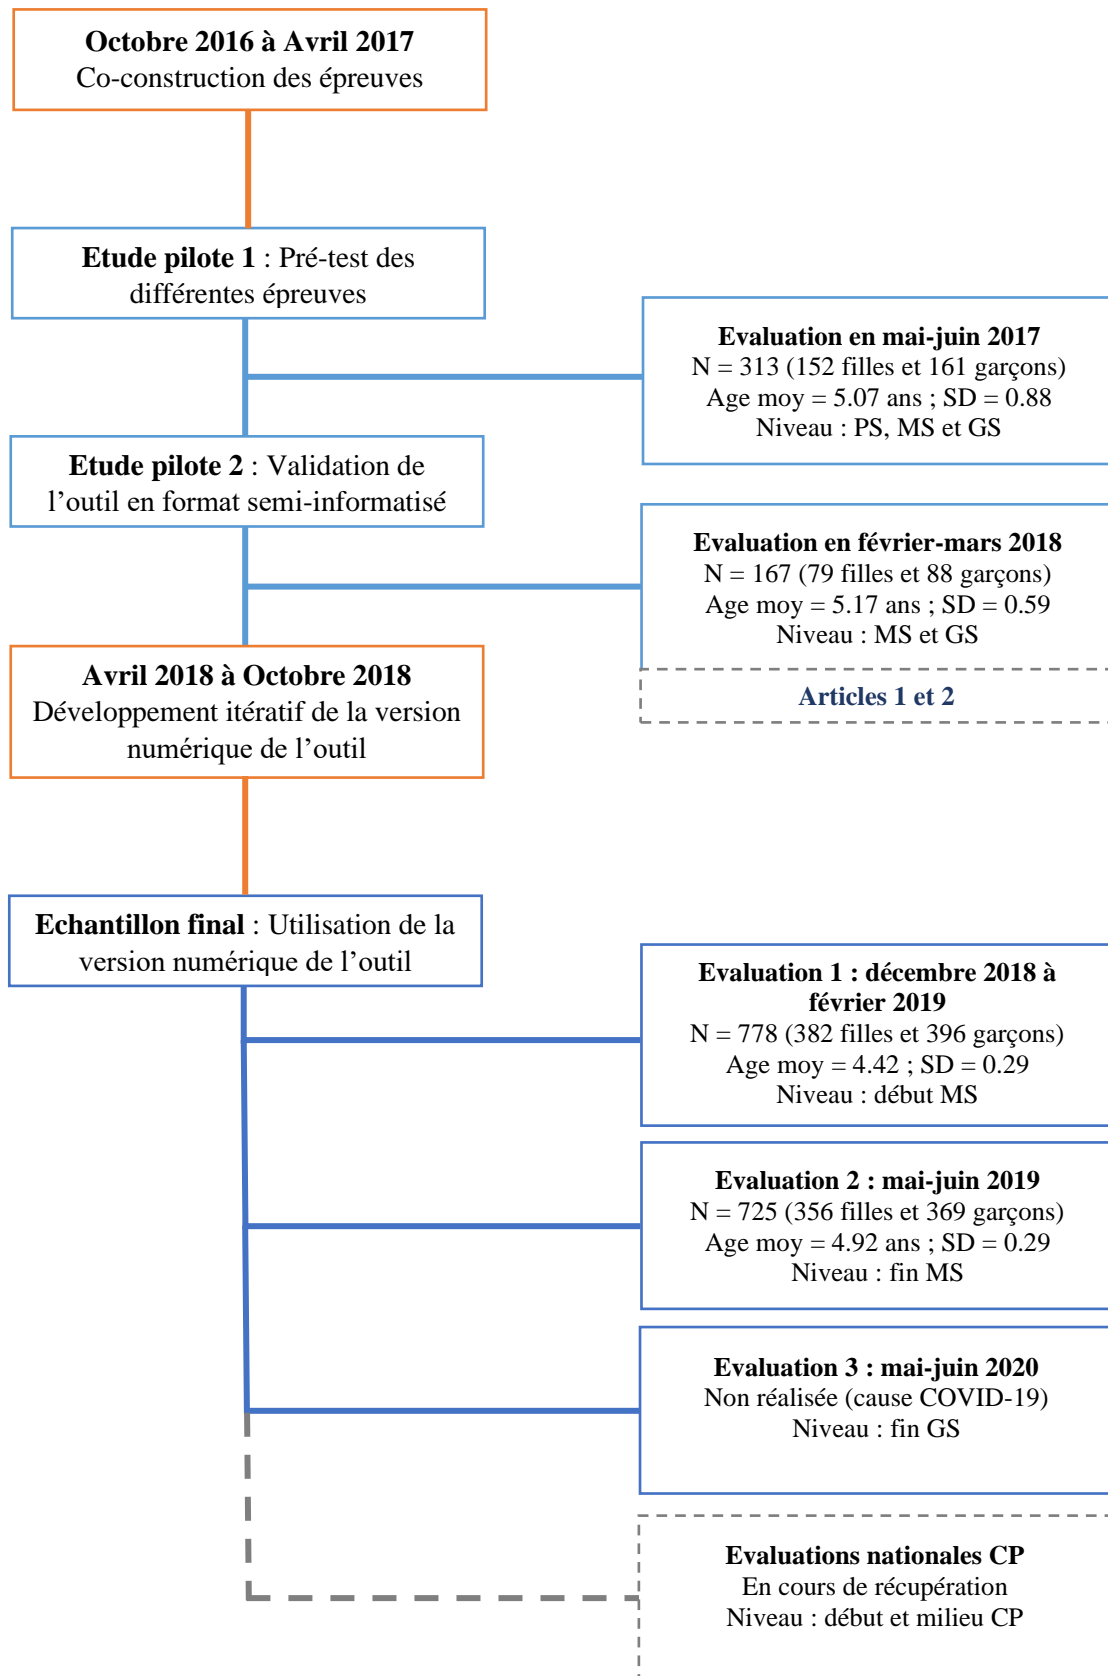 Octobre 2016 à Avril 2017
Co-construction des épreuves
Etude pilote 1 : Pré-test des
différentes épreuves
Evaluation en mai-juin 2017
N = 313 (152 filles et 161 garçons)
Age moy = 5.07 ans ; SD = 0.88
Niveau : PS, MS et GS
Etude pilote 2 : Validation de
l’outil en format semi-informatisé
Evaluation en février-mars 2018
N = 167 (79 filles et 88 garçons)
Age moy = 5.17 ans ; SD = 0.59
Niveau : MS et GS
Articles 1 et 2
Avril 2018 à Octobre 2018
Développement itératif de la version
numérique de l’outil
Echantillon final : Utilisation de la
version numérique de l’outil
Evaluation 1 : décembre 2018 à
février 2019
N = 778 (382 filles et 396 garçons)
Age moy = 4.42 ; SD = 0.29
Niveau : début MS
Evaluation 2 : mai-juin 2019
N = 725 (356 filles et 369 garçons)
Age moy = 4.92 ans ; SD = 0.29
Niveau : fin MS
Evaluation 3 : mai-juin 2020
Non réalisée (cause COVID-19)
Niveau : fin GS
Evaluations nationales CP
En cours de récupération
Niveau : début et milieu CP